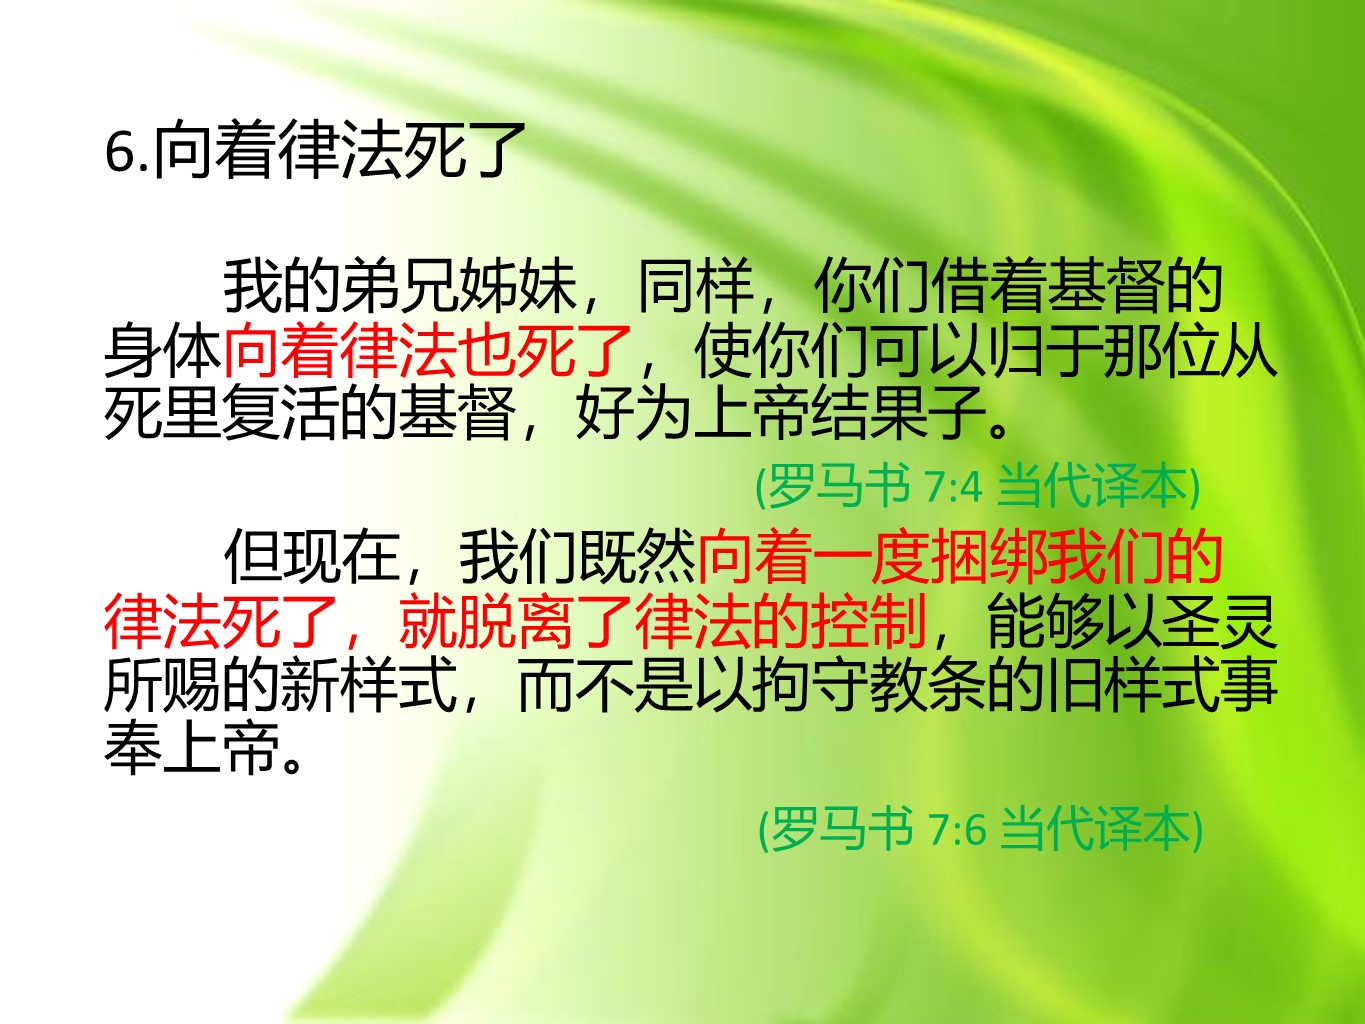 6.向着律法死了
我的弟兄姊妹，同样，你们借着基督的
身体向着律法也死了，使你们可以归于那位从
死里复活的基督，好为上帝结果子。
(罗马书 7:4 当代译本)
但现在，我们既然向着一度捆绑我们的
律法死了，就脱离了律法的控制，能够以圣灵
所赐的新样式，而不是以拘守教条的旧样式事
奉上帝。
(罗马书 7:6 当代译本)